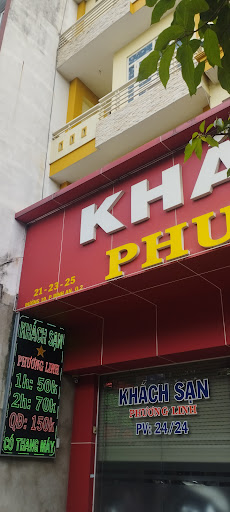 KHÁ
PHƯ
21 - 23 - 25
KHÁCH SẠN
PHƯƠNG LINH
1h: 50k
2h: 70k
QĐ: 150k
CÓ THANG MÁY
KHÁCH SẠN
PHƯƠNG LINH
PV: 24/24